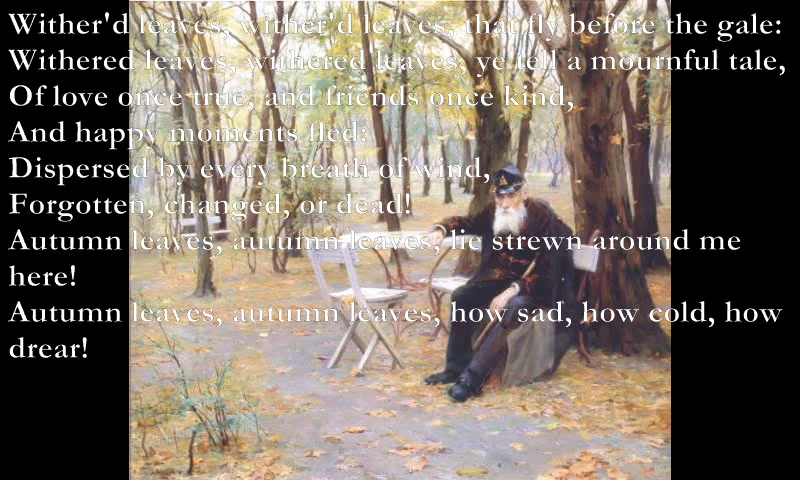 Wither'd leaves, wither'd leaves, that fly before the gale:
Withered leaves, withered leaves, ye tell a mournful tale,
Of love once true, and friends once kind,
And happy moments fled:
Dispersed by every breath of wind,
Forgotten, changed, or dead!
Autumn leaves, autumn leaves, lie strewn around me
here!
Autumn leaves, autumn leaves, how sad, how cold, how
drear!